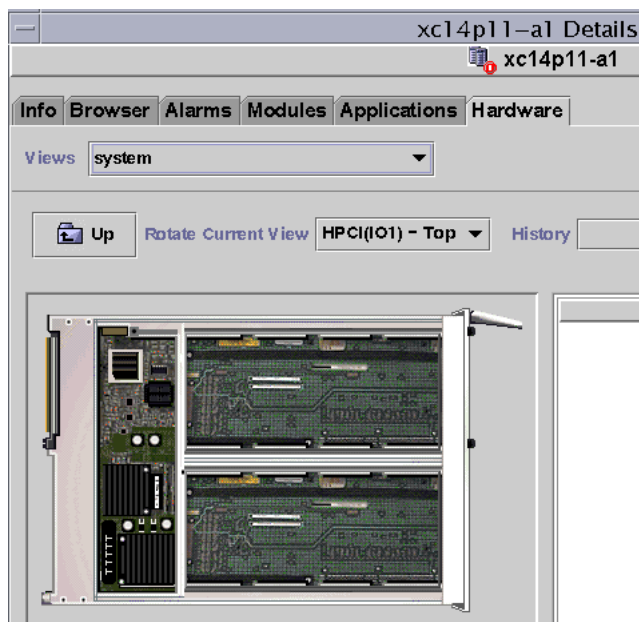 xc14p11-a1 Details
xc14p11-a1
Info Browser Alarms Modules Applications Hardware
Views system
Up Rotate Current View HPCI(IO1) - Top History